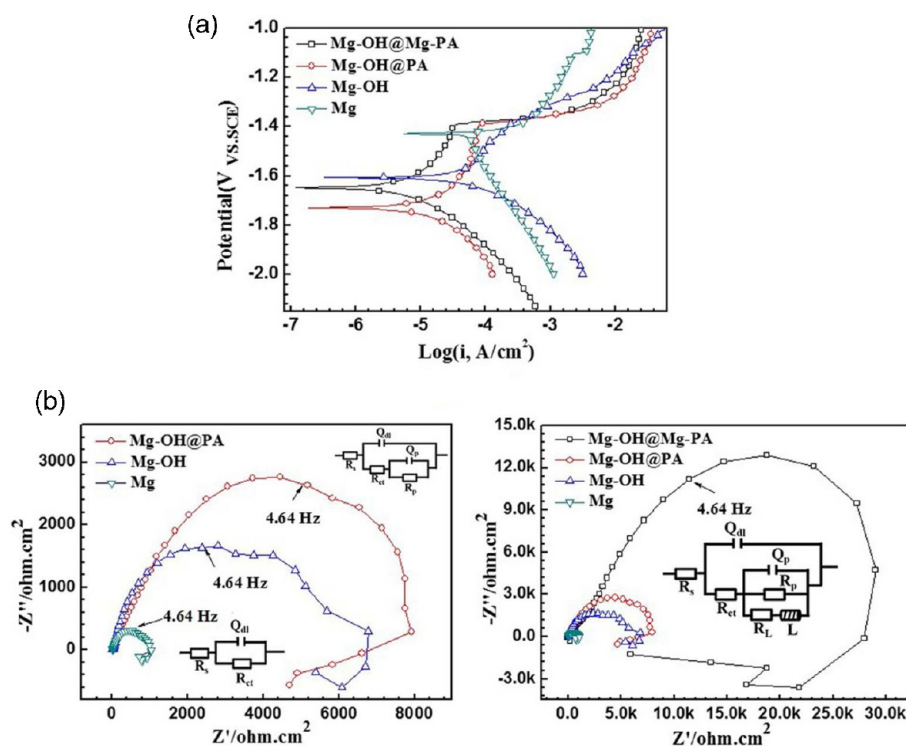 (a)
-1.0
-1.2
-1.4
-1.6
-1.8
-2.0
Potential(V vs.SCE)
Mg-OH@Mg-PA
Mg-OH@PA
Mg-OH
Mg
-7 -6 -5 -4 -3 -2
Log(i, A/cm²)
(b)
3000
2000
1000
0
-Z''/ohm.cm²
Mg-OH@PA
Mg-OH
Mg
Qdl
Qp
Rs
Rct
Rp
4.64 Hz
4.64 Hz
4.64 Hz
Qdl
Rs
Rct
0 2000 4000 6000 8000
Z'/ohm.cm²
15.0k
12.0k
9.0k
6.0k
3.0k
0.0
-3.0k
-Z''/ohm.cm²
Mg-OH@Mg-PA
Mg-OH@PA
Mg-OH
Mg
4.64 Hz
Qdl
Qp
Rs
Rp
Rct
RL L
0.0 5.0k 10.0k 15.0k 20.0k 25.0k 30.0k
Z'/ohm.cm²